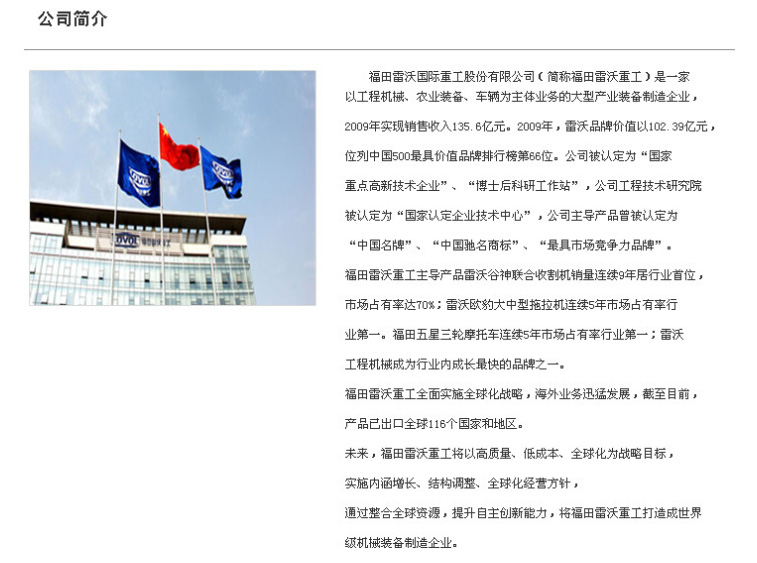 公司简介
福田雷沃国际重工股份有限公司（简称福田雷沃重工）是一家
以工程机械、农业装备、车辆为主体业务的大型产业装备制造企业，
2009年实现销售收入135.6亿元。2009年，雷沃品牌价值以102.39亿元，
位列中国500最具价值品牌排行榜第66位。公司被认定为“国家
重点高新技术企业”、“博士后科研工作站”，公司工程技术研究院
被认定为“国家认定企业技术中心”，公司主导产品曾被认定为
“中国名牌”、“中国驰名商标”、“最具市场竞争力品牌”。
福田雷沃重工主导产品雷沃谷神联合收割机销量连续9年居行业首位，
市场占有率达70%；雷沃欧豹大中型拖拉机连续5年市场占有率行
业第一。福田五星三轮摩托车连续5年市场占有率行业第一；雷沃
工程机械成为行业内成长最快的品牌之一。
福田雷沃重工全面实施全球化战略，海外业务迅猛发展，截至目前，
产品已出口全球116个国家和地区。
未来，福田雷沃重工将以高质量、低成本、全球化为战略目标，
实施内涵增长、结构调整、全球化经营方针，
通过整合全球资源，提升自主创新能力，将福田雷沃重工打造成世界
级机械装备制造企业。